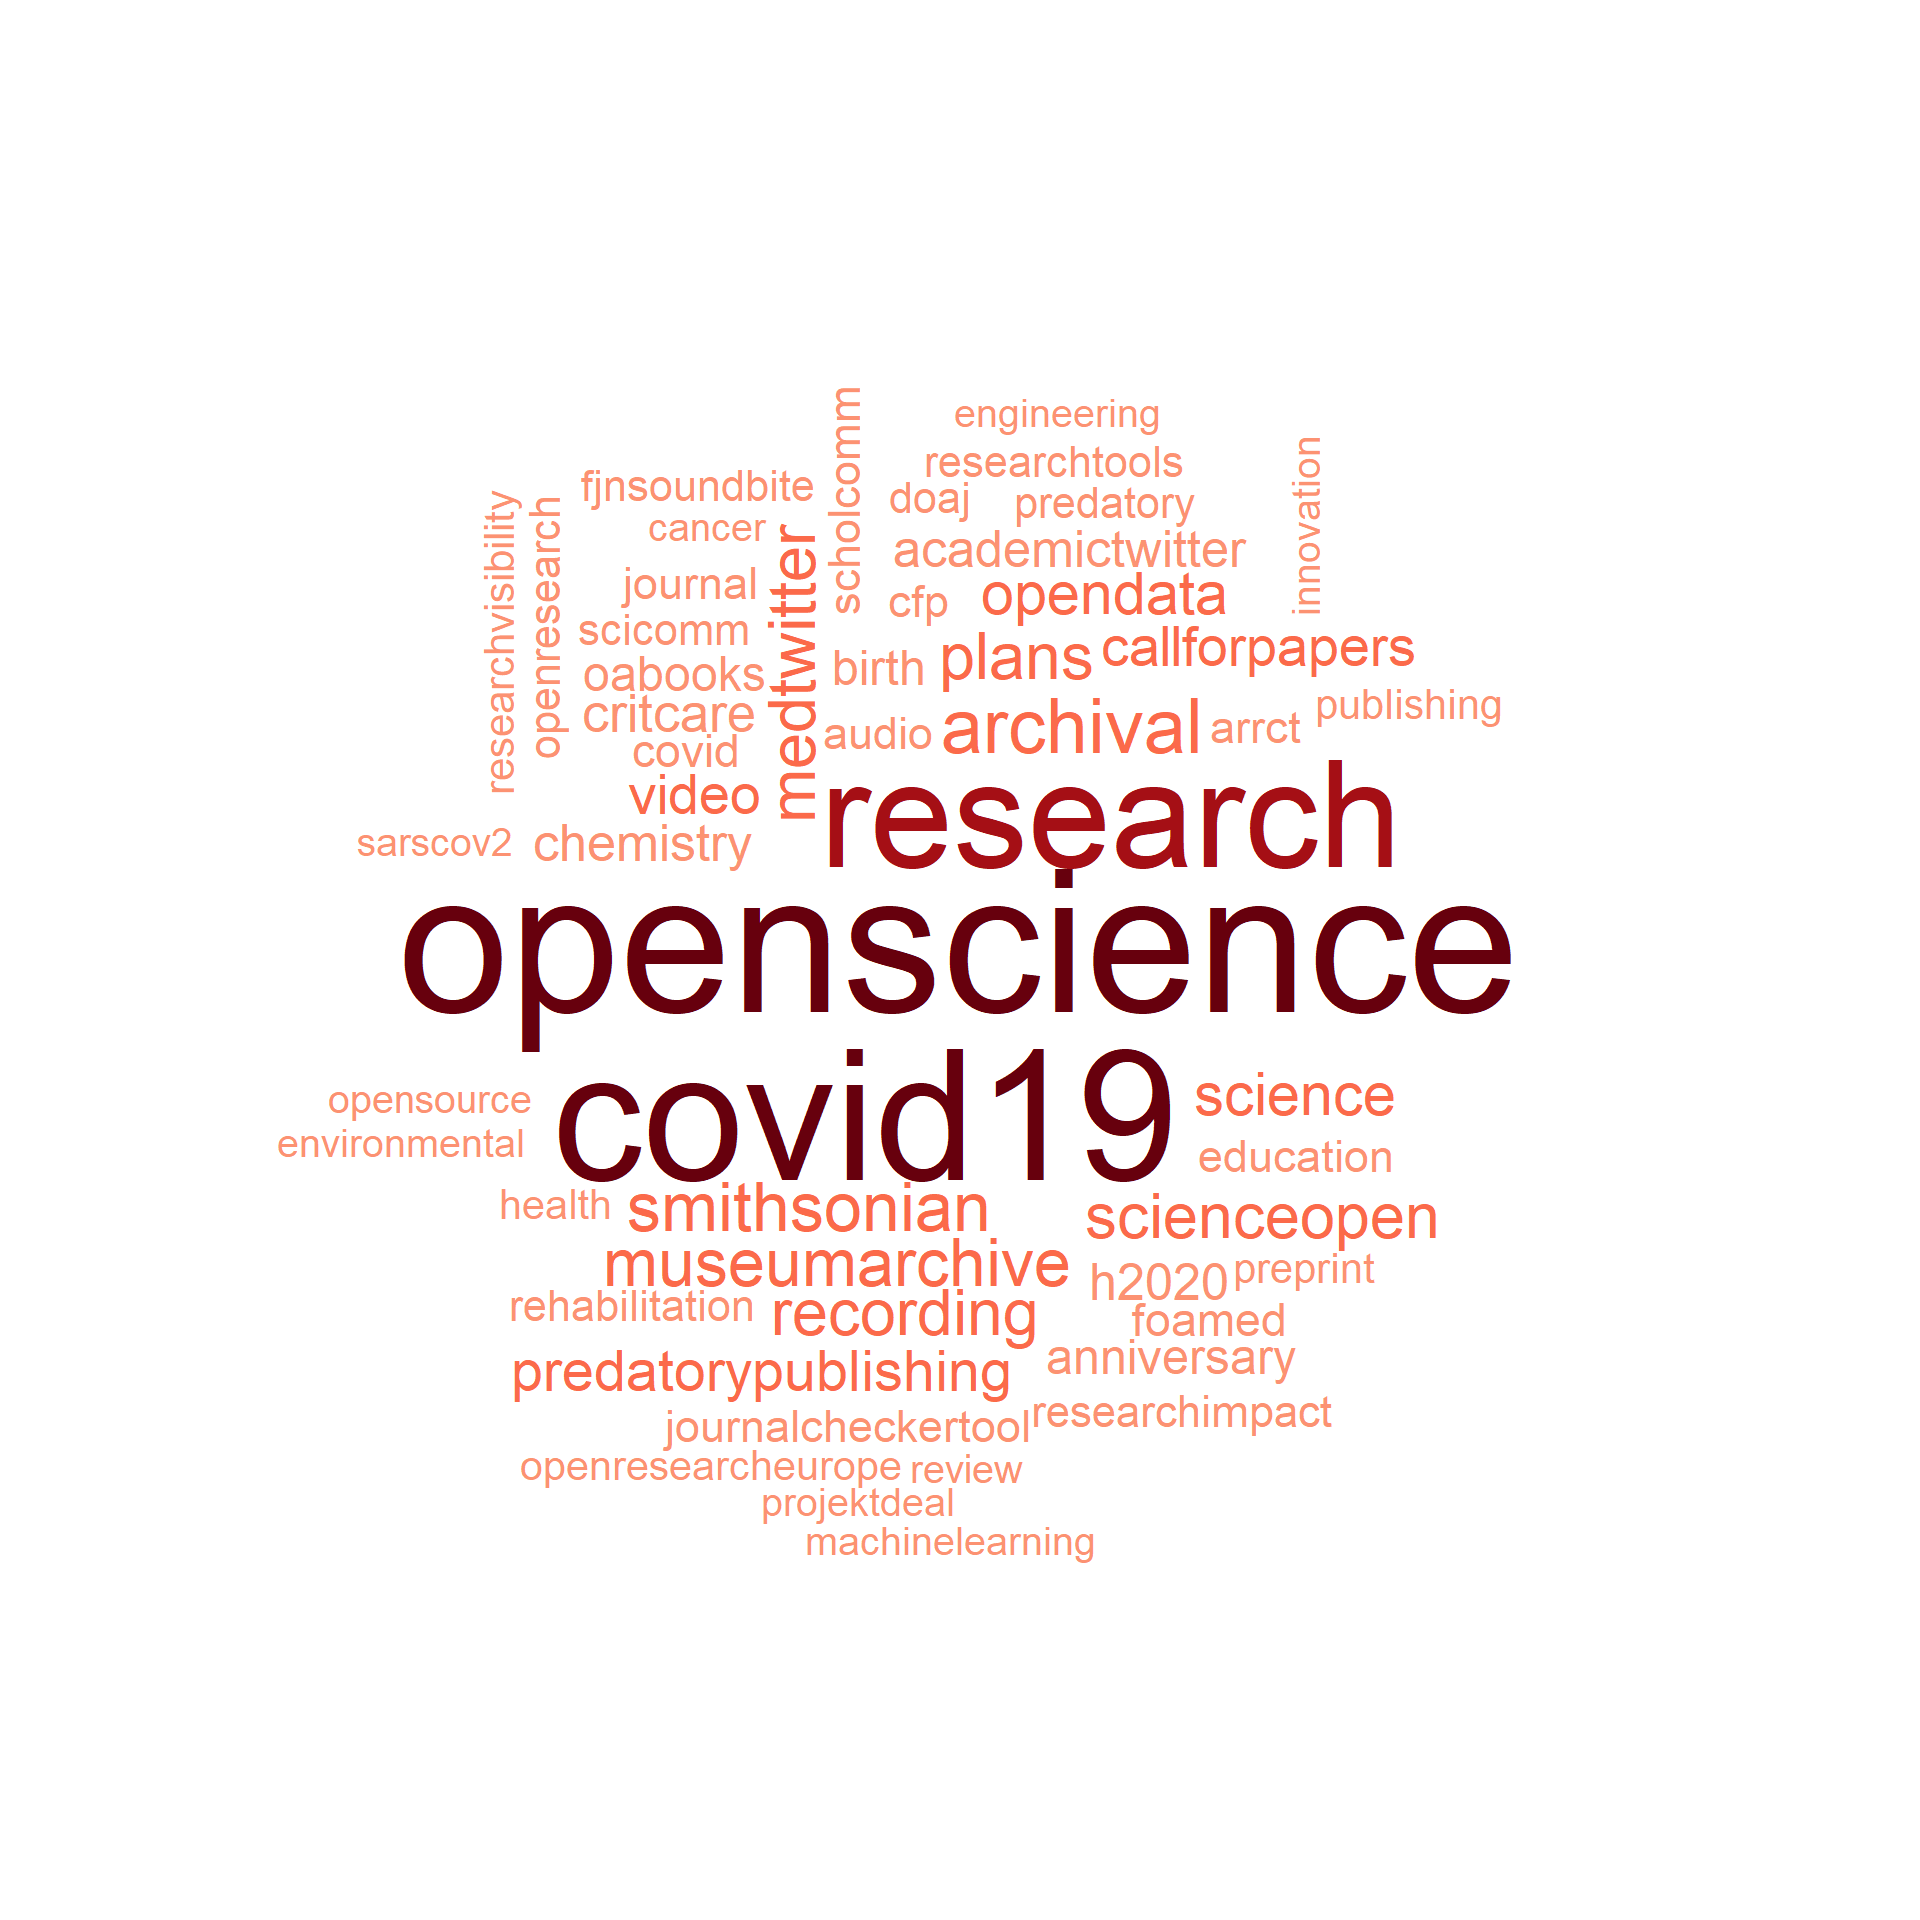 engineering
researchtools
doaj
predatory
academictwitter
cfp
opendata
innovation
scholcomm
fjnsoundbite
cancer
journal
scicomm
oabooks
critcare
covid
video
chemistry
sarscov2
researchvisibility
openresearch
medtwitter
birth
plans
callforpapers
audio
archival
arrct
publishing
research
openscience
covid19
opensource
environmental
science
education
health
smithsonian
scienceopen
museumarchive
h2020
preprint
rehabilitation
recording
foamed
predatorypublishing
anniversary
journalcheckertool
researchimpact
openresearcheurope
review
projektdeal
machinelearning